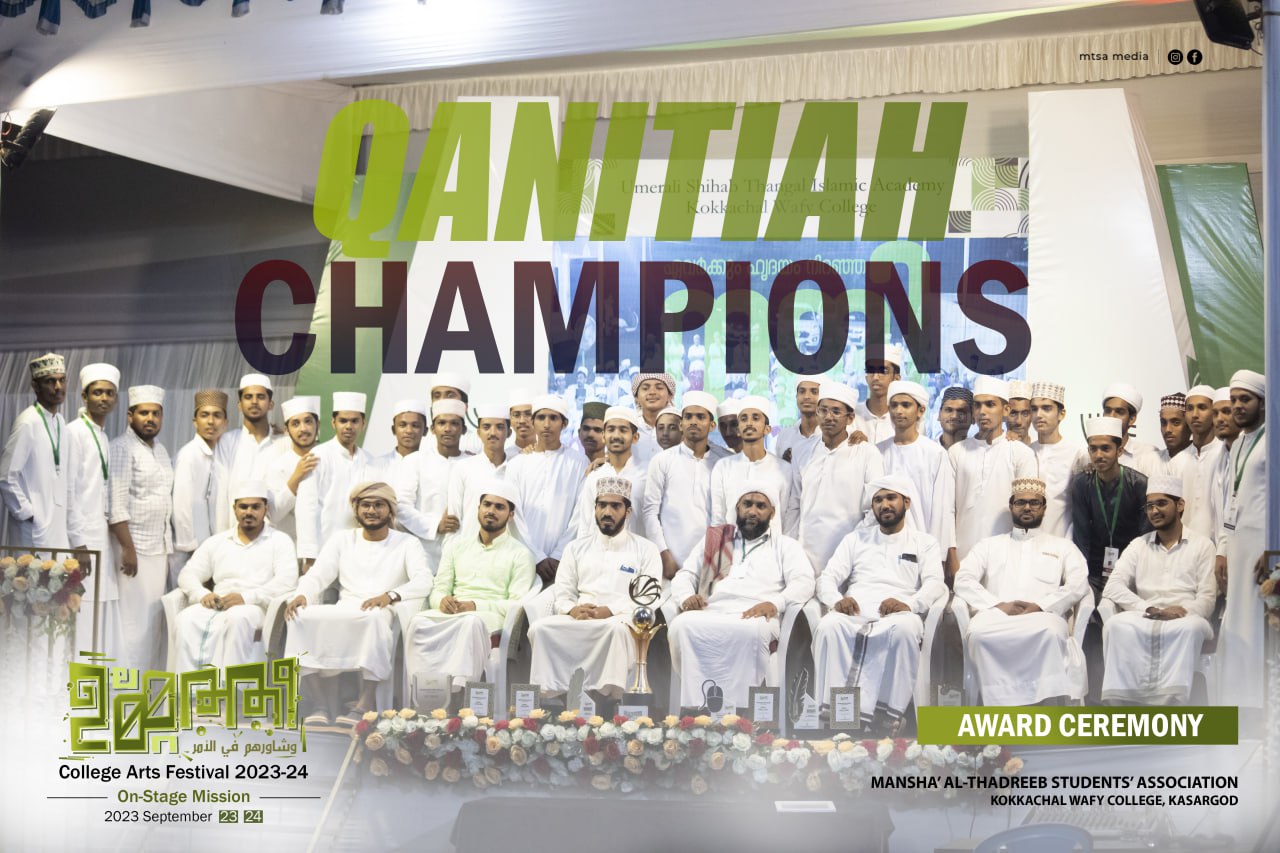 mtsa media
QANITIAH
Umerali Shihab Thangal Islamic Academy
Kokkachal Wafy College
CHAMPIONS
وشاورهم في الأمر
College Arts Festival 2023-24
On-Stage Mission
2023 September 23 24
AWARD CEREMONY
MANSHA’ AL-THADREEB STUDENTS’ ASSOCIATION
KOKKACHAL WAFY COLLEGE, KASARGOD